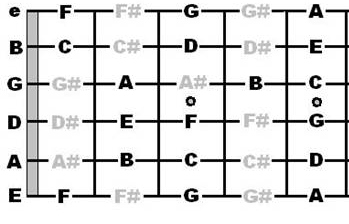 e F F# G G# A
B C C# D D# E
G G# A A# B C
D D# E F F# G
A A# B C C# D
E F F# G G# A